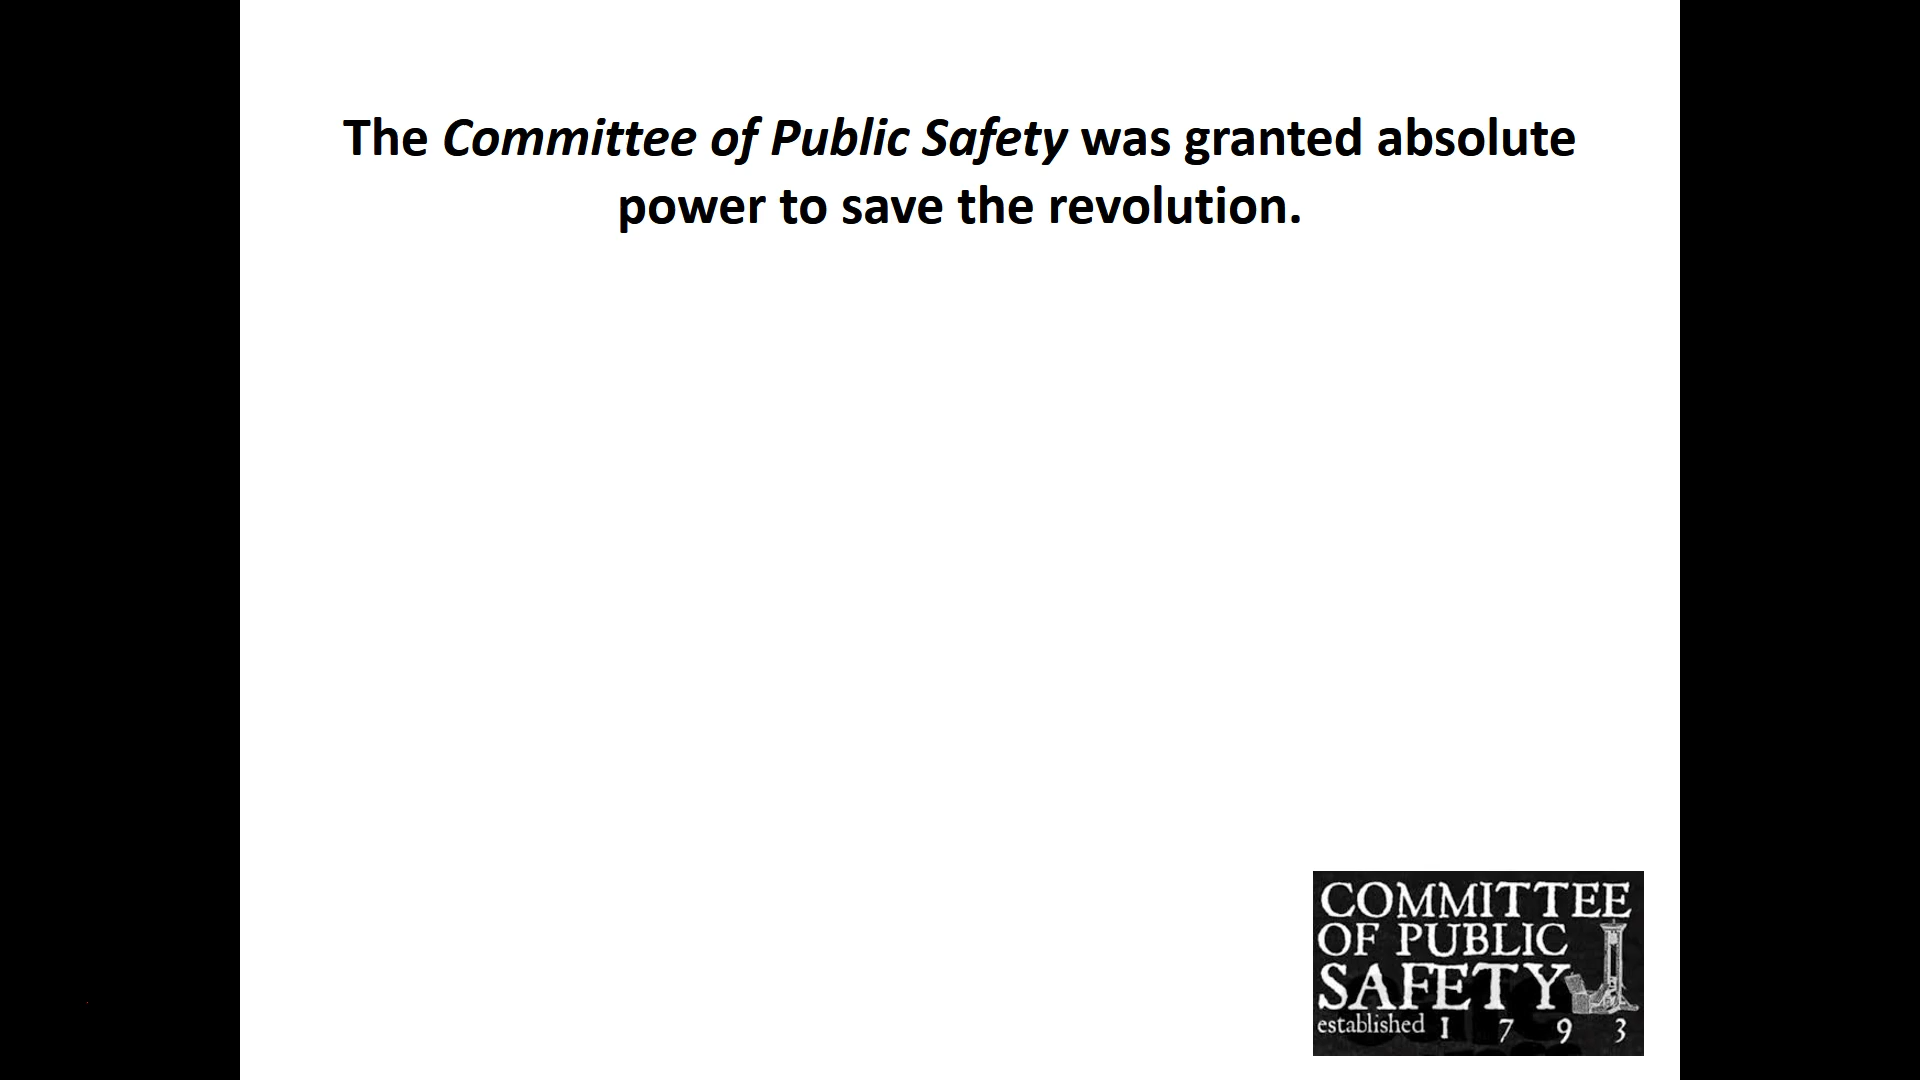 The Committee of Public Safety was granted absolute
power to save the revolution.
COMMITTEE
OF PUBLIC
SAFETY
established 1 7 9 3